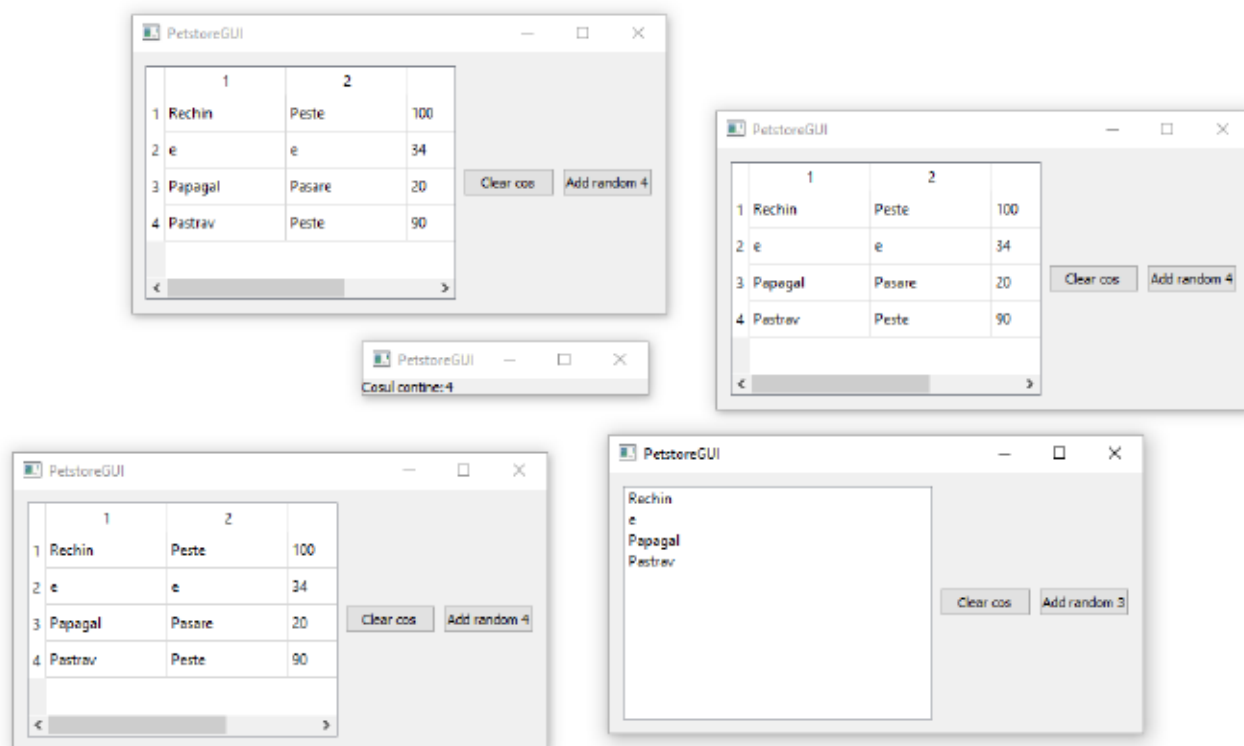 PetstoreGUI
1 2
1 Rechin Peste 100
2 e e 34
3 Papagal Pasare 20
4 Pastrav Peste 90
Clear cos Add random 4
PetstoreGUI
1 2
1 Rechin Peste 100
2 e e 34
3 Papagal Pasare 20
4 Pastrav Peste 90
Clear cos Add random 4
PetstoreGUI
Cosul contine:4
PetstoreGUI
1 2
1 Rechin Peste 100
2 e e 34
3 Papagal Pasare 20
4 Pastrav Peste 90
Clear cos Add random 4
PetstoreGUI
Rechin
e
Papagal
Pastrav
Clear cos Add random 3